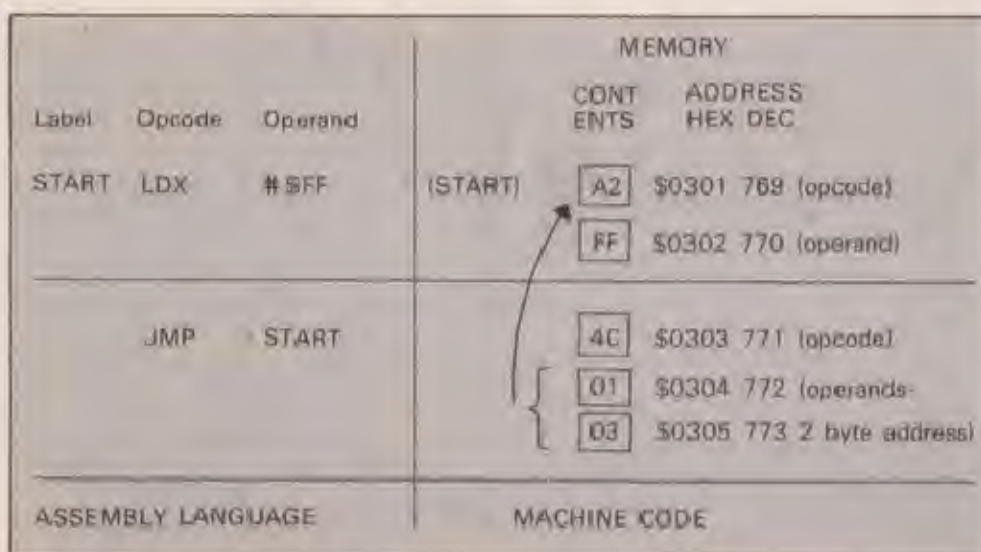 MEMORY
CONT ADDRESS
Label Opcode Operand ENTS HEX DEC
START LDX #$FF (START) A2 $0301 769 (opcode)
FF $0302 770 (operand)
JMP START 4C $0303 771 (opcode)
01 $0304 772 (operands-
03 $0305 773 2 byte address)
ASSEMBLY LANGUAGE MACHINE CODE